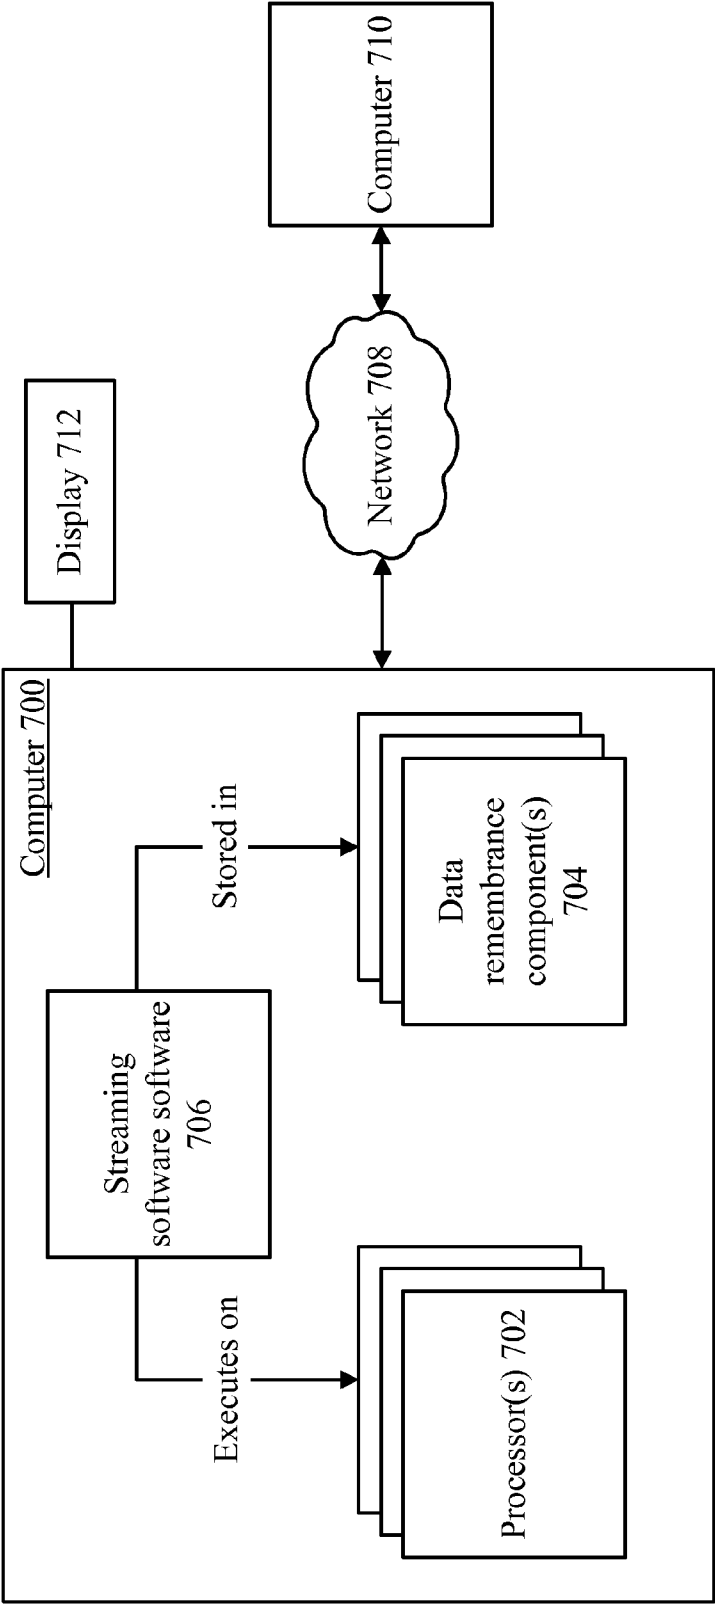 Computer 700
Streaming
software software
706
Executes on
Stored in
Processor(s) 702
Data
remembrance
component(s)
704
Display 712
Network 708
Computer 710